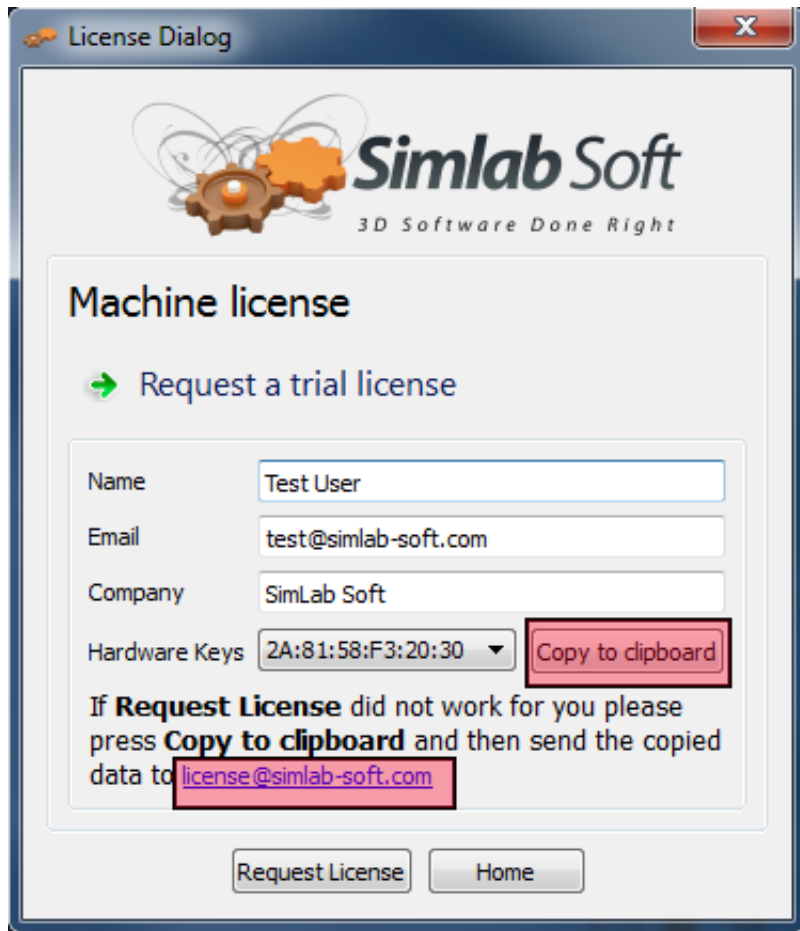 License Dialog
Simlab Soft
3D Software Done Right
Machine license
Request a trial license
Name
Test User
Email
test@simlab-soft.com
Company
SimLab Soft
Hardware Keys
2A:81:58:F3:20:30
Copy to clipboard
If Request License did not work for you please
press Copy to clipboard and then send the copied
data to license@simlab-soft.com
Request License
Home